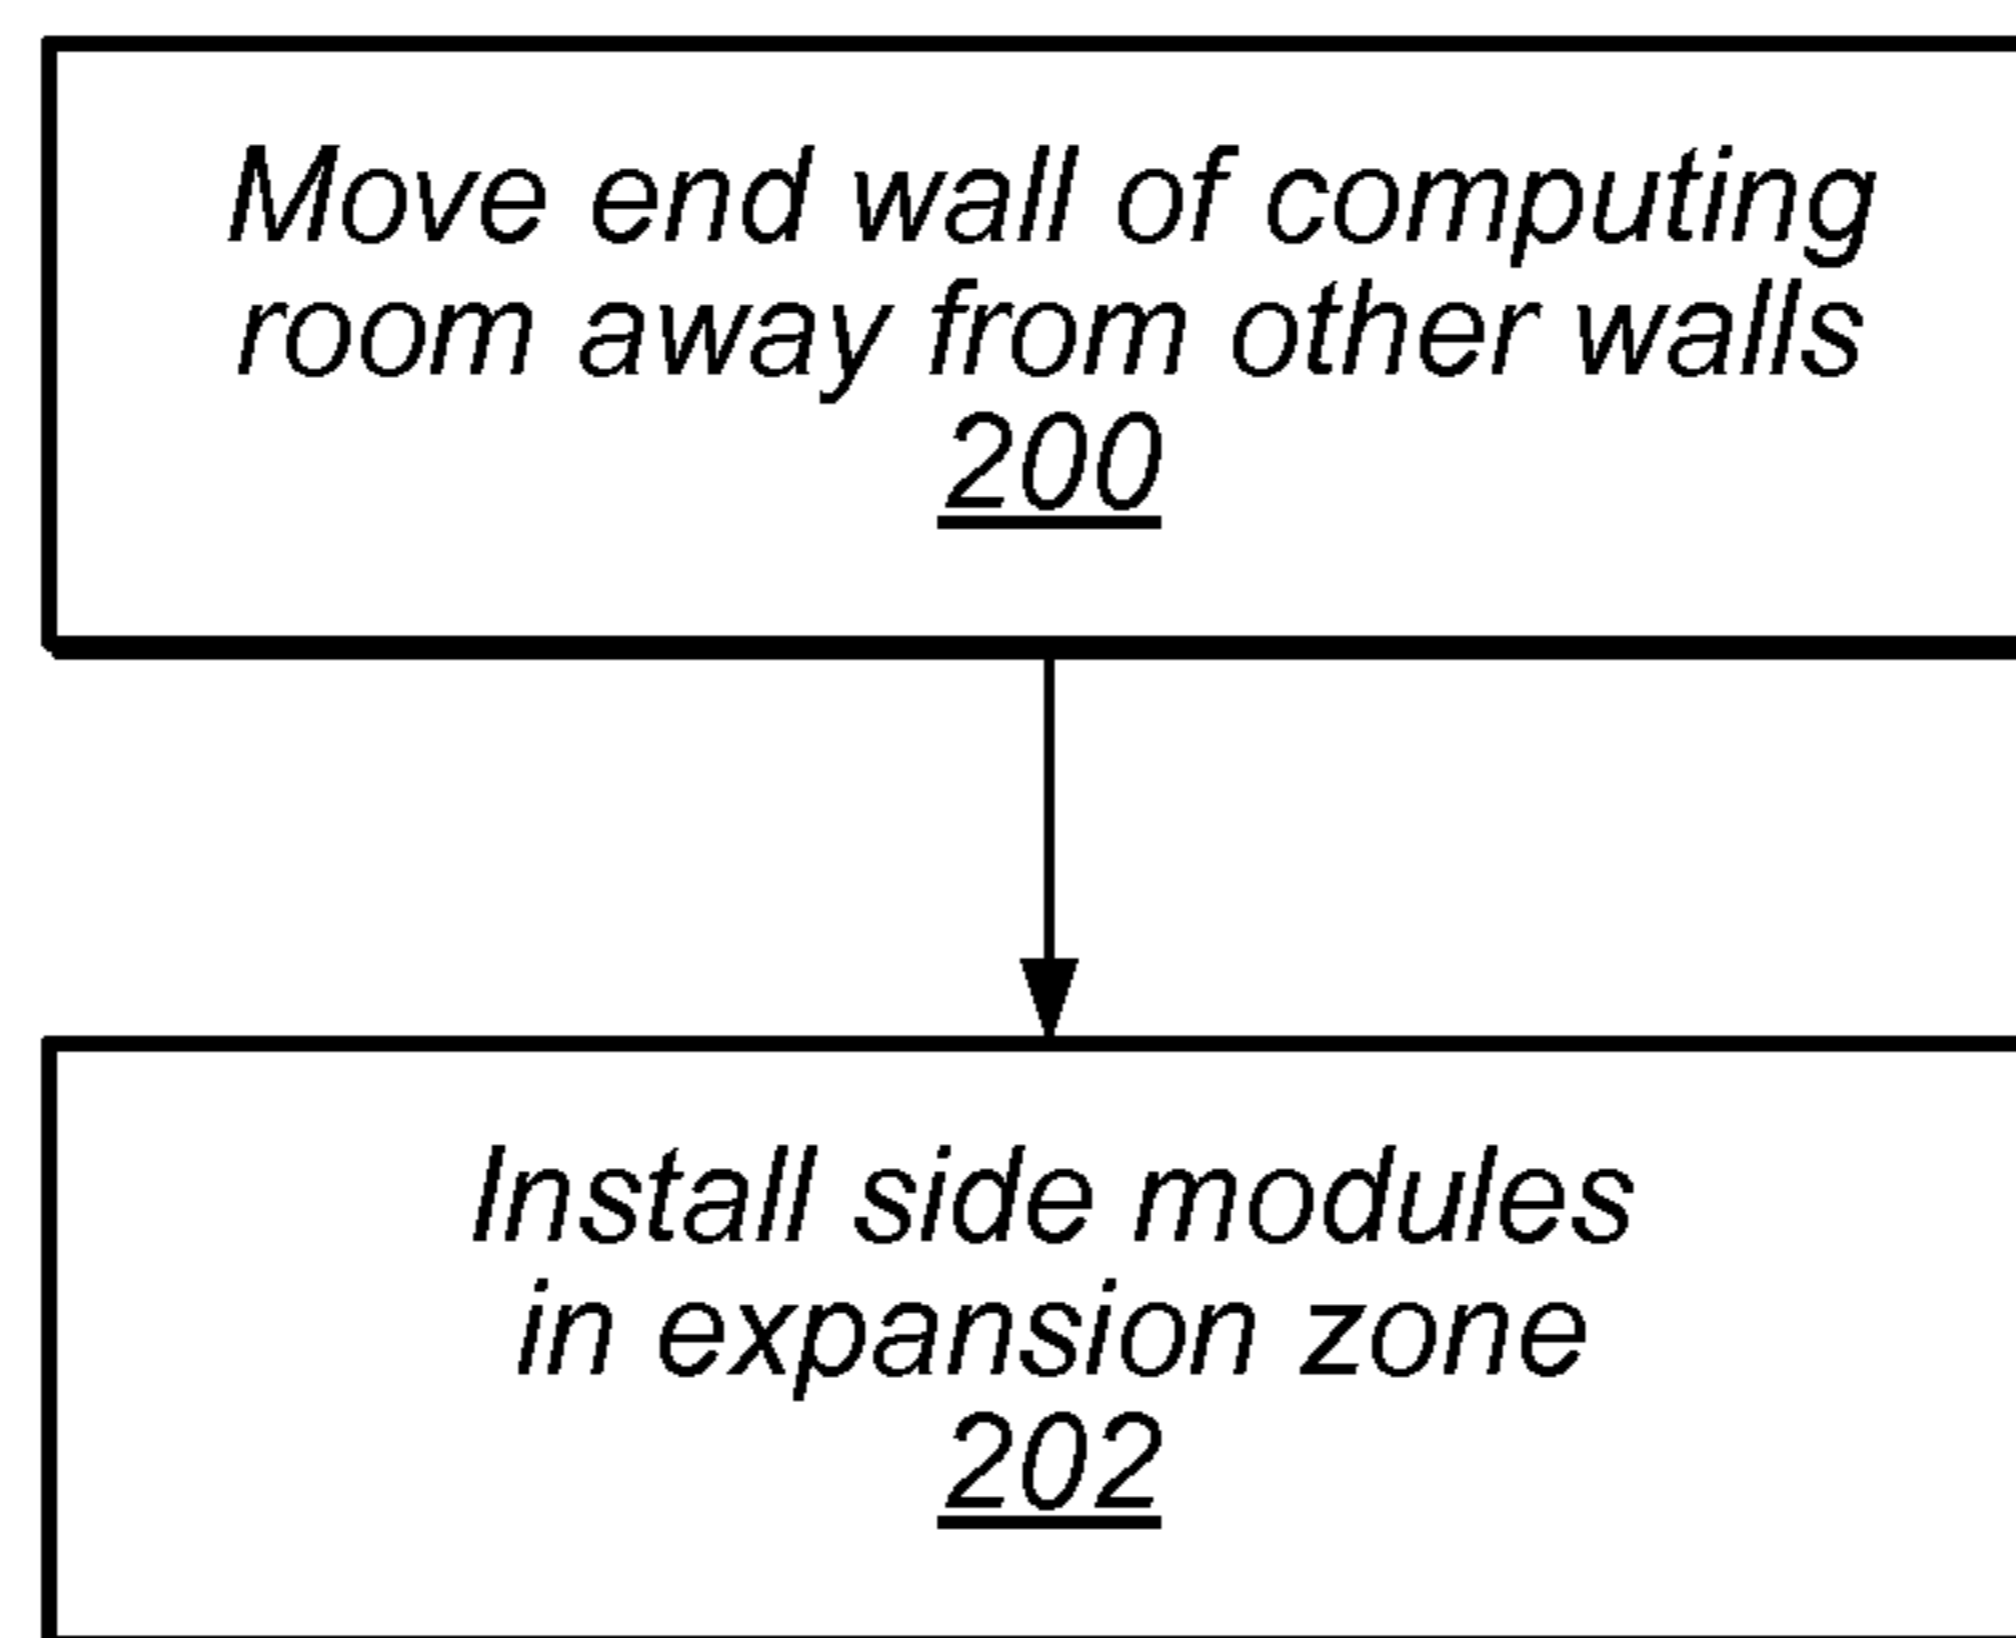 Move end wall of computing
room away from other walls
200
Install side modules
in expansion zone
202